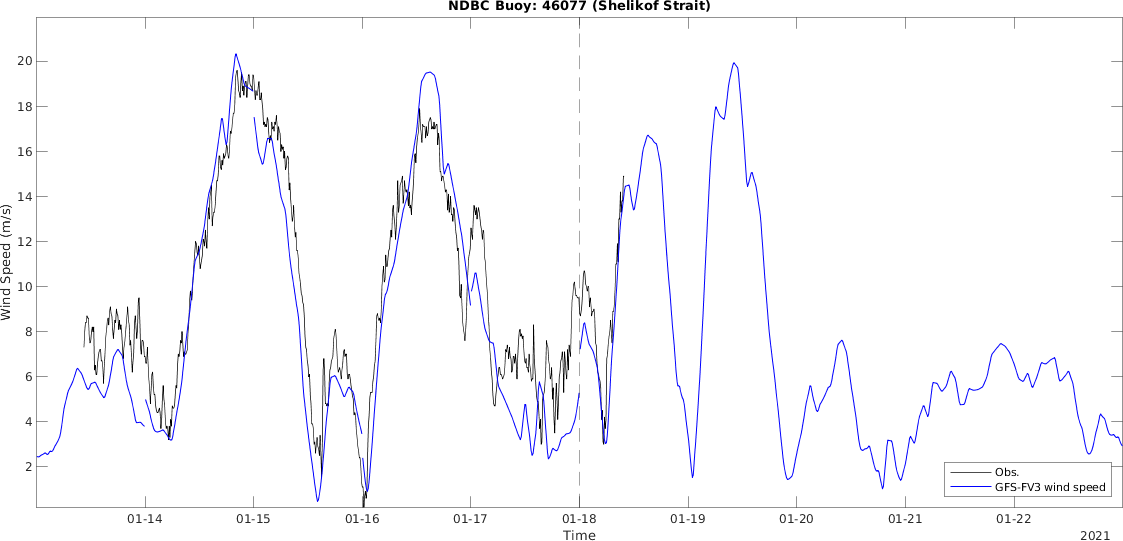 NDBC Buoy: 46077 (Shelikof Strait)
20
18
16
14
12
10
8
6
4
2
Wind Speed (m/s)
Obs.
GFS-FV3 wind speed
01-14 01-15 01-16 01-17 01-18 01-19 01-20 01-21 01-22
Time
2021